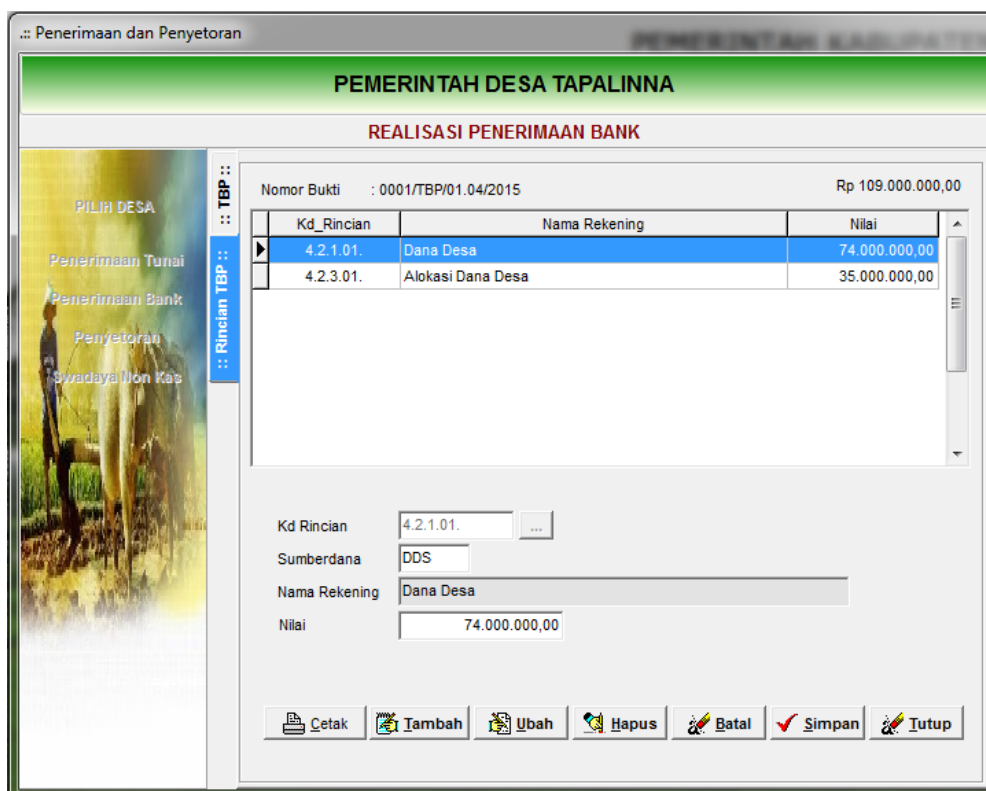 .:: Penerimaan dan Penyetoran
PEMERINTAH KABUPATEN
PEMERINTAH DESA TAPALINNA
REALISASI PENERIMAAN BANK
PILIH DESA
Penerimaan Tunai
Penerimaan Bank
Penyetoran
Swadaya Non Kas
:: TBP ::
:: Rincian TBP ::
Nomor Bukti : 0001/TBP/01.04/2015 Rp 109.000.000,00
Kd_Rincian Nama Rekening Nilai
4.2.1.01. Dana Desa 74.000.000,00
4.2.3.01. Alokasi Dana Desa 35.000.000,00
Kd Rincian 4.2.1.01. ...
Sumberdana DDS
Nama Rekening Dana Desa
Nilai 74.000.000,00
Cetak Tambah Ubah Hapus Batal Simpan Tutup